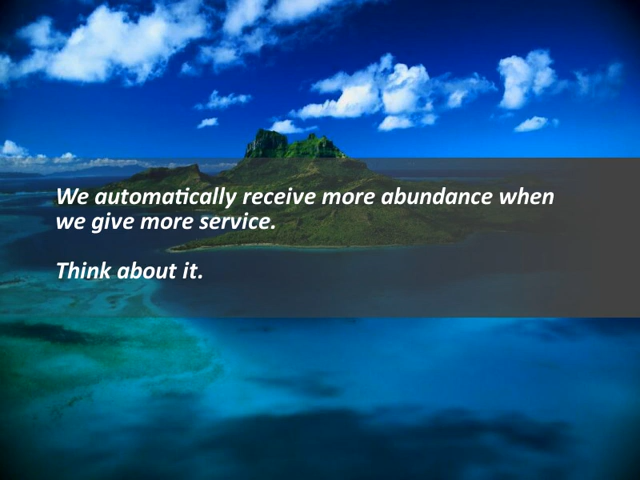 We automatically receive more abundance when
we give more service.
Think about it.